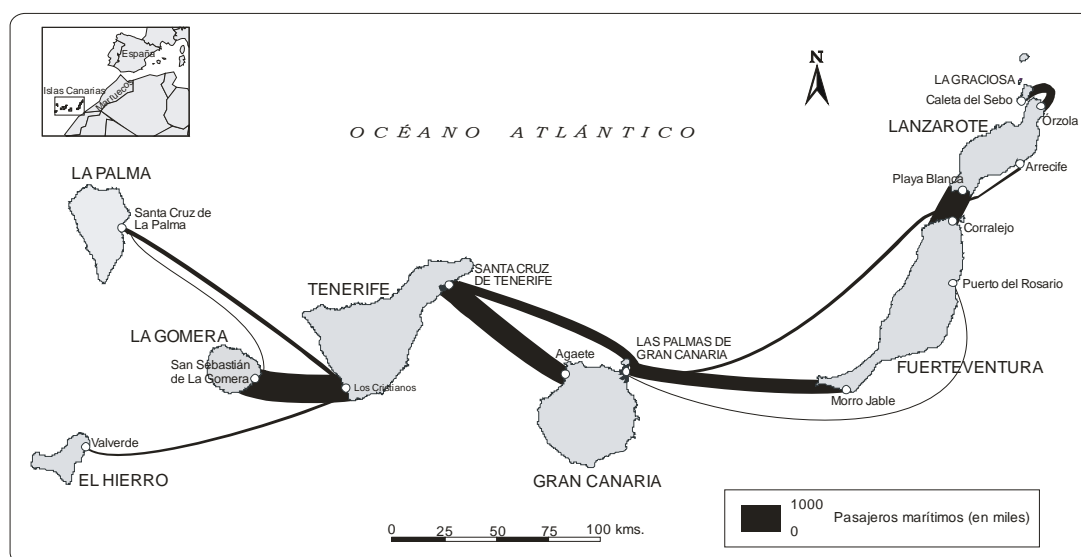 España
Islas Canarias
Marruecos
N
OCÉANO ATLÁNTICO
LA GRACIOSA
Caleta del Sebo
Órzola
LANZAROTE
Arrecife
Playa Blanca
Corralejo
Puerto del Rosario
FUERTEVENTURA
Morro Jable
LA PALMA
Santa Cruz de
La Palma
TENERIFE
SANTA CRUZ
DE TENERIFE
LA GOMERA
San Sebastián
de La Gomera
Los Cristianos
LAS PALMAS DE
GRAN CANARIA
Agaete
Valverde
EL HIERRO
GRAN CANARIA
1000
0
Pasajeros marítimos (en miles)
0 25 50 75 100 kms.